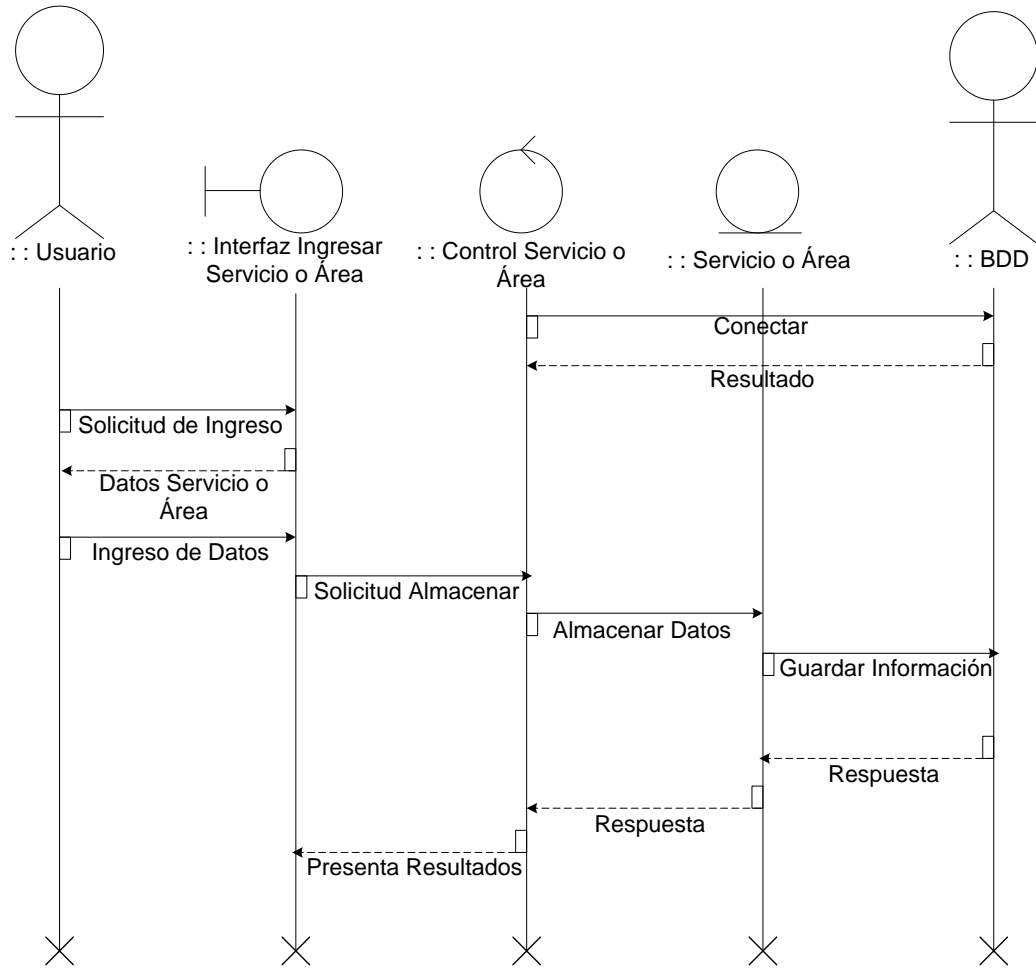 : : Usuario
: : Interfaz Ingresar
Servicio o Área
: : Control Servicio o
Área
: : Servicio o Área
: : BDD
Conectar
Resultado
Solicitud de Ingreso
Datos Servicio o
Área
Ingreso de Datos
Solicitud Almacenar
Almacenar Datos
Guardar Información
Respuesta
Respuesta
Presenta Resultados